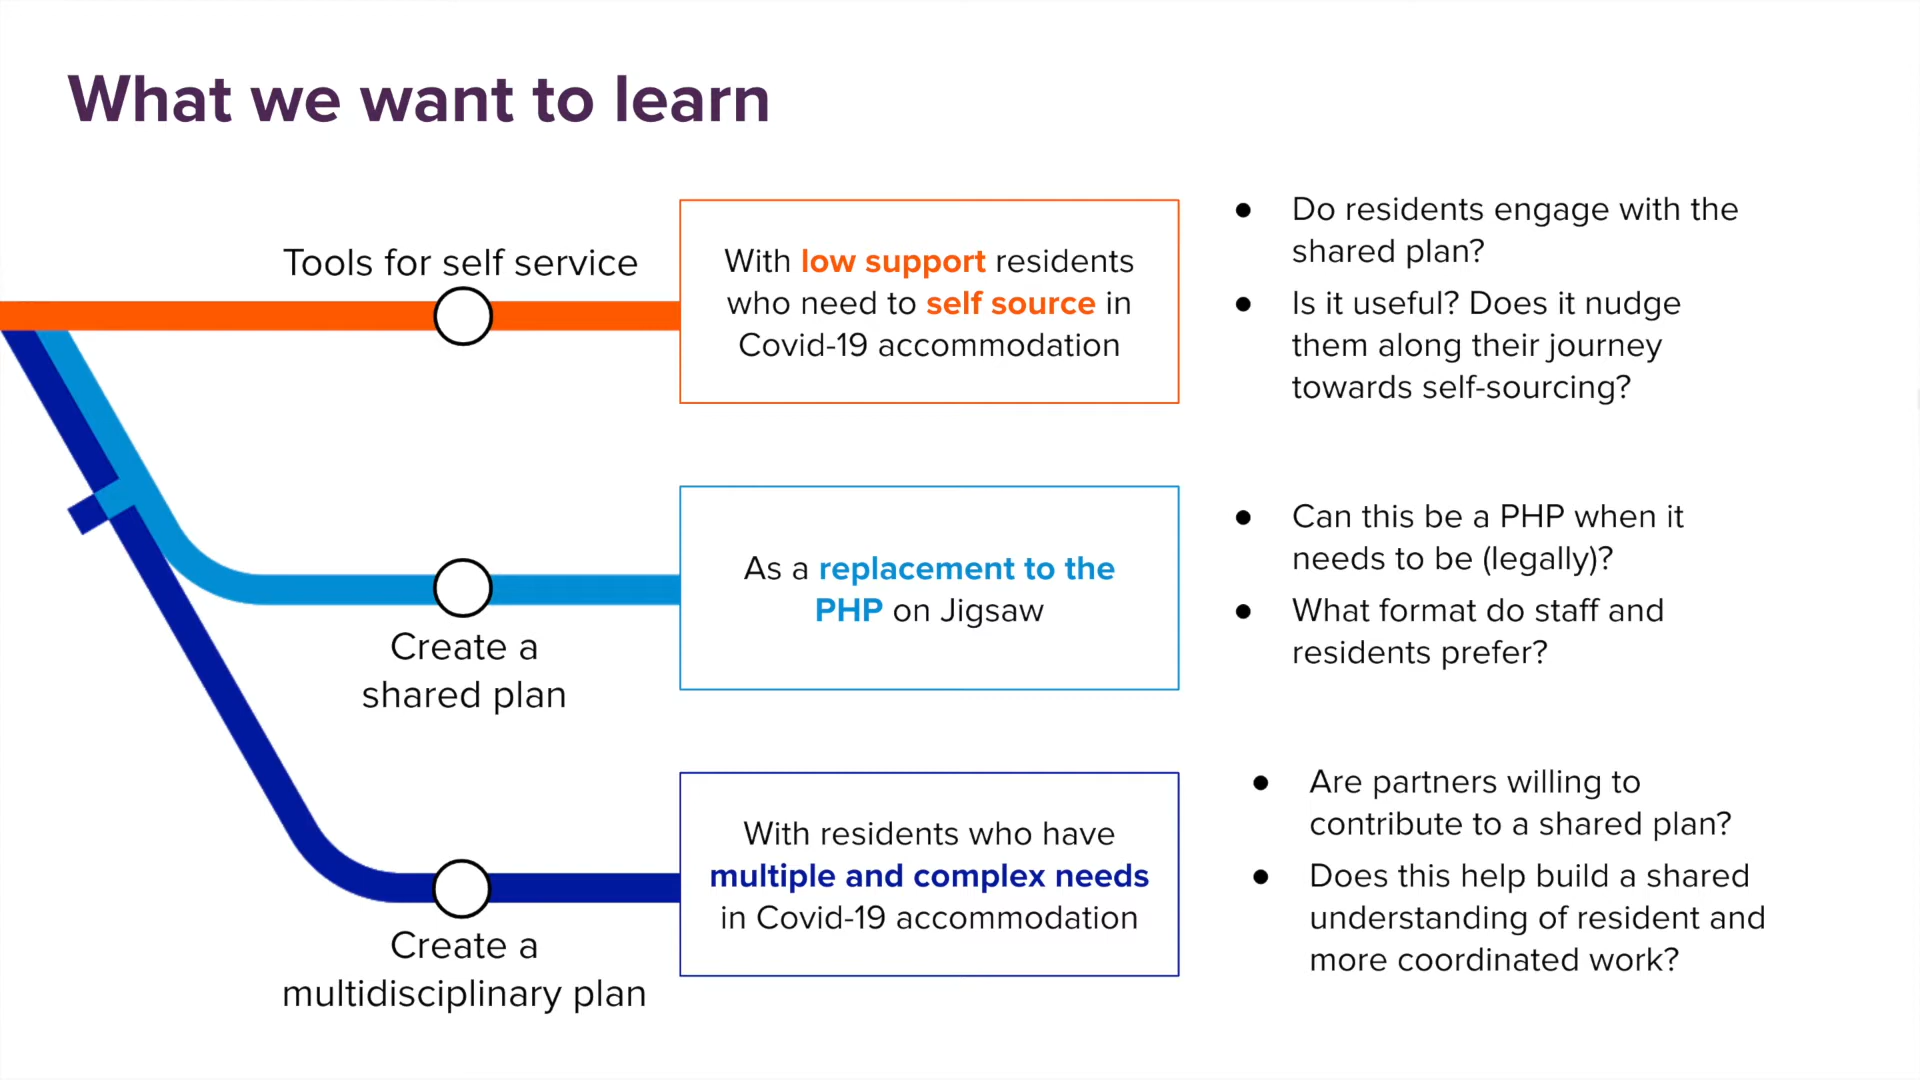 What we want to learn
Tools for self service
With low support residents
who need to self source in
Covid-19 accommodation
● Do residents engage with the
shared plan?
● Is it useful? Does it nudge
them along their journey
towards self-sourcing?
Create a
shared plan
As a replacement to the
PHP on Jigsaw
● Can this be a PHP when it
needs to be (legally)?
● What format do staff and
residents prefer?
Create a
multidisciplinary plan
With residents who have
multiple and complex needs
in Covid-19 accommodation
● Are partners willing to
contribute to a shared plan?
● Does this help build a shared
understanding of resident and
more coordinated work?